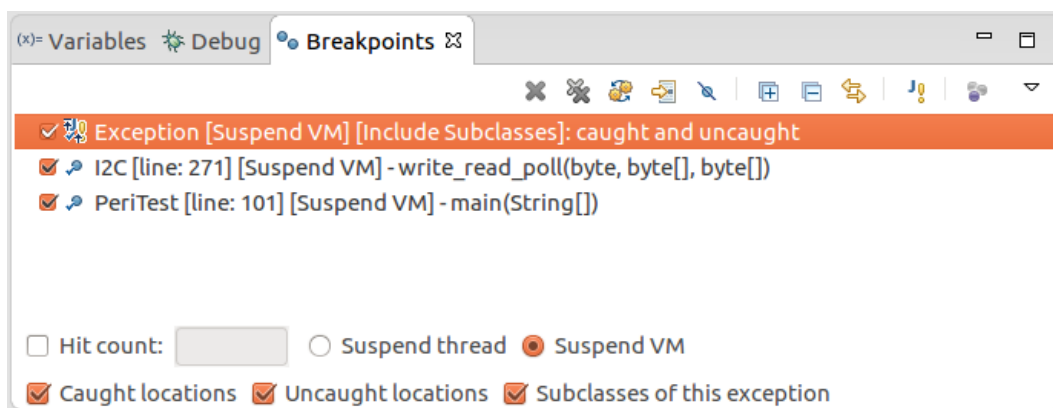 (x)= Variables Debug Breakpoints
Exception [Suspend VM] [Include Subclasses]: caught and uncaught
I2C [line: 271] [Suspend VM] - write_read_poll(byte, byte[], byte[])
PeriTest [line: 101] [Suspend VM] - main(String[])
Hit count: Suspend thread Suspend VM
Caught locations Uncaught locations Subclasses of this exception